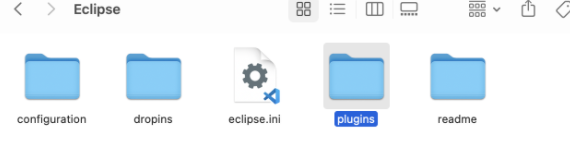 Eclipse
configuration
dropins
eclipse.ini
plugins
readme